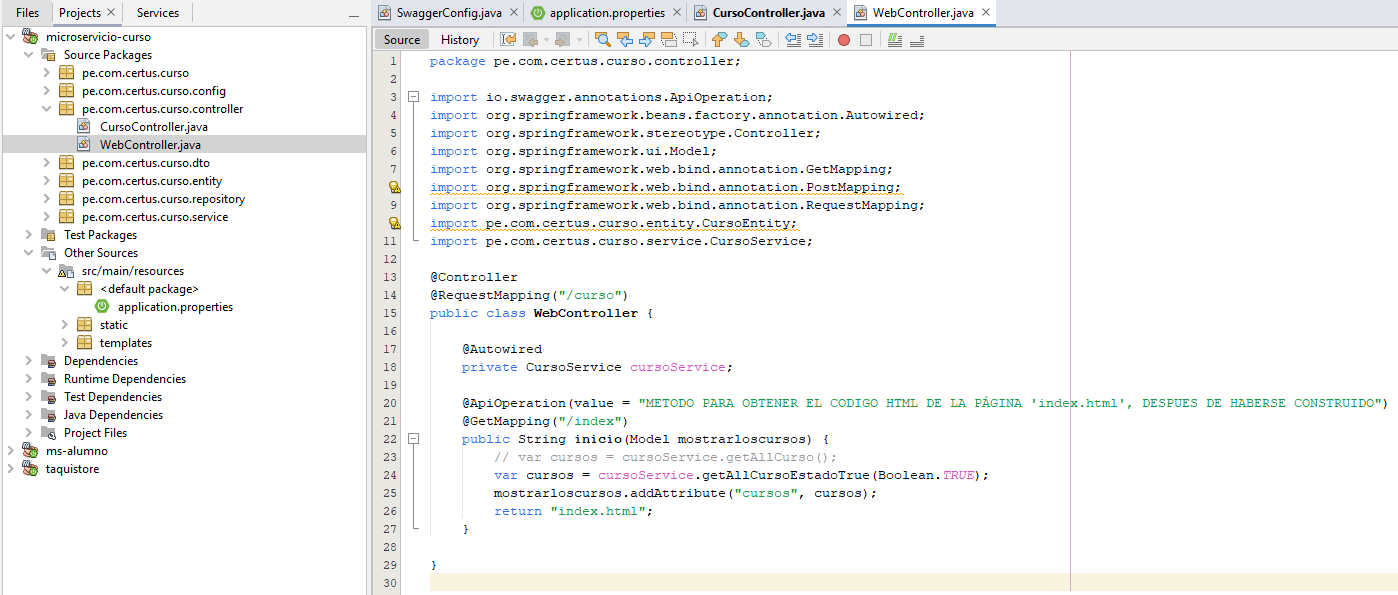 Files Projects Services
SwaggerConfig.java application.properties CursoController.java WebController.java
Source History
microservicio-curso
Source Packages
pe.com.certus.curso
pe.com.certus.curso.config
pe.com.certus.curso.controller
CursoController.java
WebController.java
pe.com.certus.curso.dto
pe.com.certus.curso.entity
pe.com.certus.curso.repository
pe.com.certus.curso.service
Test Packages
Other Sources
src/main/resources
<default package>
application.properties
static
templates
Dependencies
Runtime Dependencies
Test Dependencies
Java Dependencies
Project Files
ms-alumno
taquistore
1 package pe.com.certus.curso.controller;
2
3 import io.swagger.annotations.ApiOperation;
4 import org.springframework.beans.factory.annotation.Autowired;
5 import org.springframework.stereotype.Controller;
6 import org.springframework.ui.Model;
7 import org.springframework.web.bind.annotation.GetMapping;
import org.springframework.web.bind.annotation.PostMapping;
9 import org.springframework.web.bind.annotation.RequestMapping;
import pe.com.certus.curso.entity.CursoEntity;
11 import pe.com.certus.curso.service.CursoService;
12
13 @Controller
14 @RequestMapping("/curso")
15 public class WebController {
16
17 @Autowired
18 private CursoService cursoService;
19
20 @ApiOperation(value = "METODO PARA OBTENER EL CODIGO HTML DE LA PÁGINA 'index.html', DESPUES DE HABERSE CONSTRUIDO")
21 @GetMapping("/index")
22 public String inicio(Model mostrarloscursos) {
23 // var cursos = cursoService.getAllCurso();
24 var cursos = cursoService.getAllCursoEstadoTrue(Boolean.TRUE);
25 mostrarloscursos.addAttribute("cursos", cursos);
26 return "index.html";
27 }
28
29 }
30